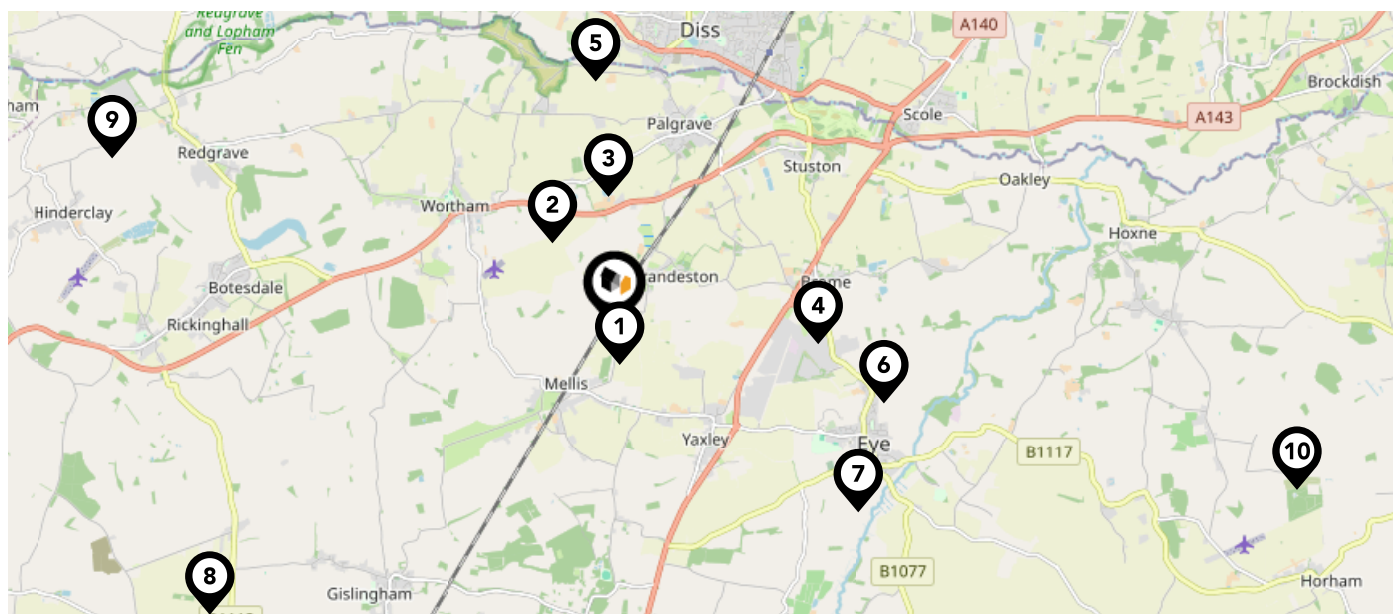 Redgrave
and Lopham
Fen
Diss
A140
5
Brockdish
ham
9
Scole
A143
Palgrave
Redgrave
3
Stuston
Oakley
Wortham
2
Hinderclay
Hoxne
randeston
Brome
Botesdale
4
Rickinghall
1
Mellis
6
Yaxley
Eye
B1117
10
7
8
B1077
Horham
Gislingham